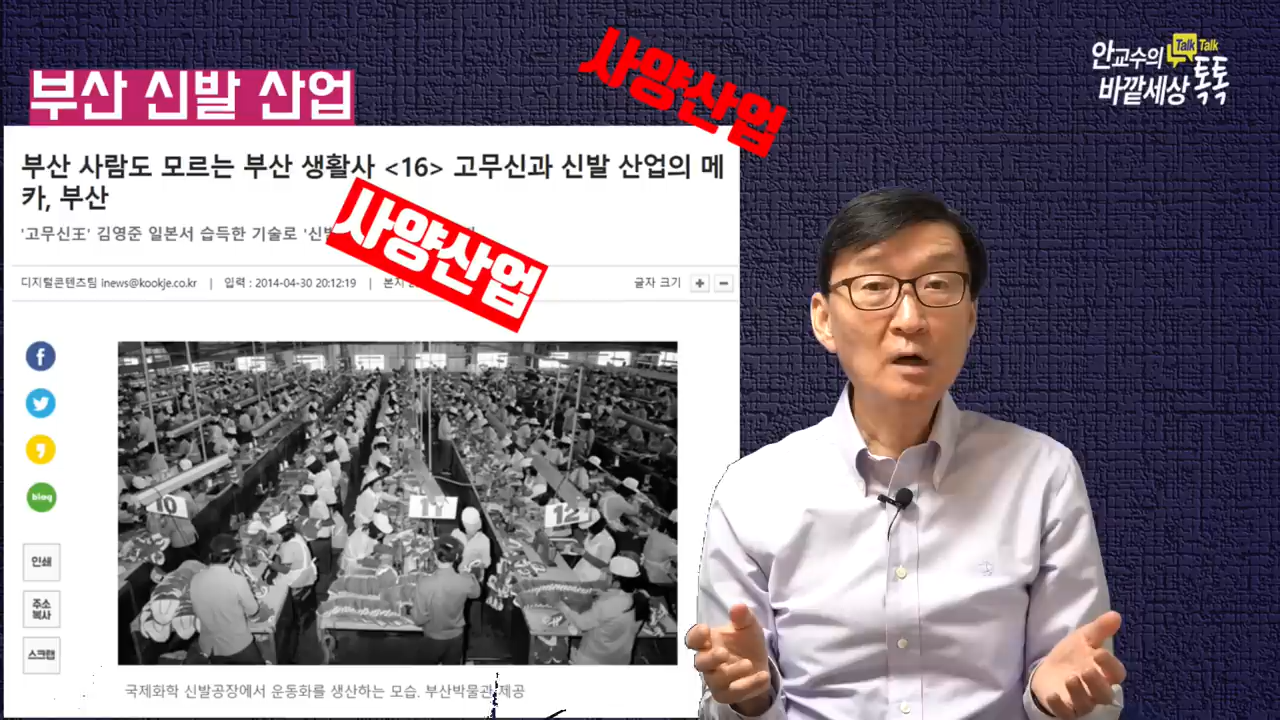 사양산업
안교수의 Talk Talk
바깥세상 톡톡
부산 신발 산업
부산 사람도 모르는 부산 생활사 <16> 고무신과 신발 산업의 메
카, 부산
사양산업
'고무신王' 김영준 일본서 습득한 기술로
디지털콘텐츠팀 inews@kookje.co.kr | 입력 : 2014-04-30 20:12:19 | 본지
글자 크기 + -
f
blog
10
11
12
인쇄
주소
복사
스크랩
국제화학 신발공장에서 운동화를 생산하는 모습. 부산박물관 제공